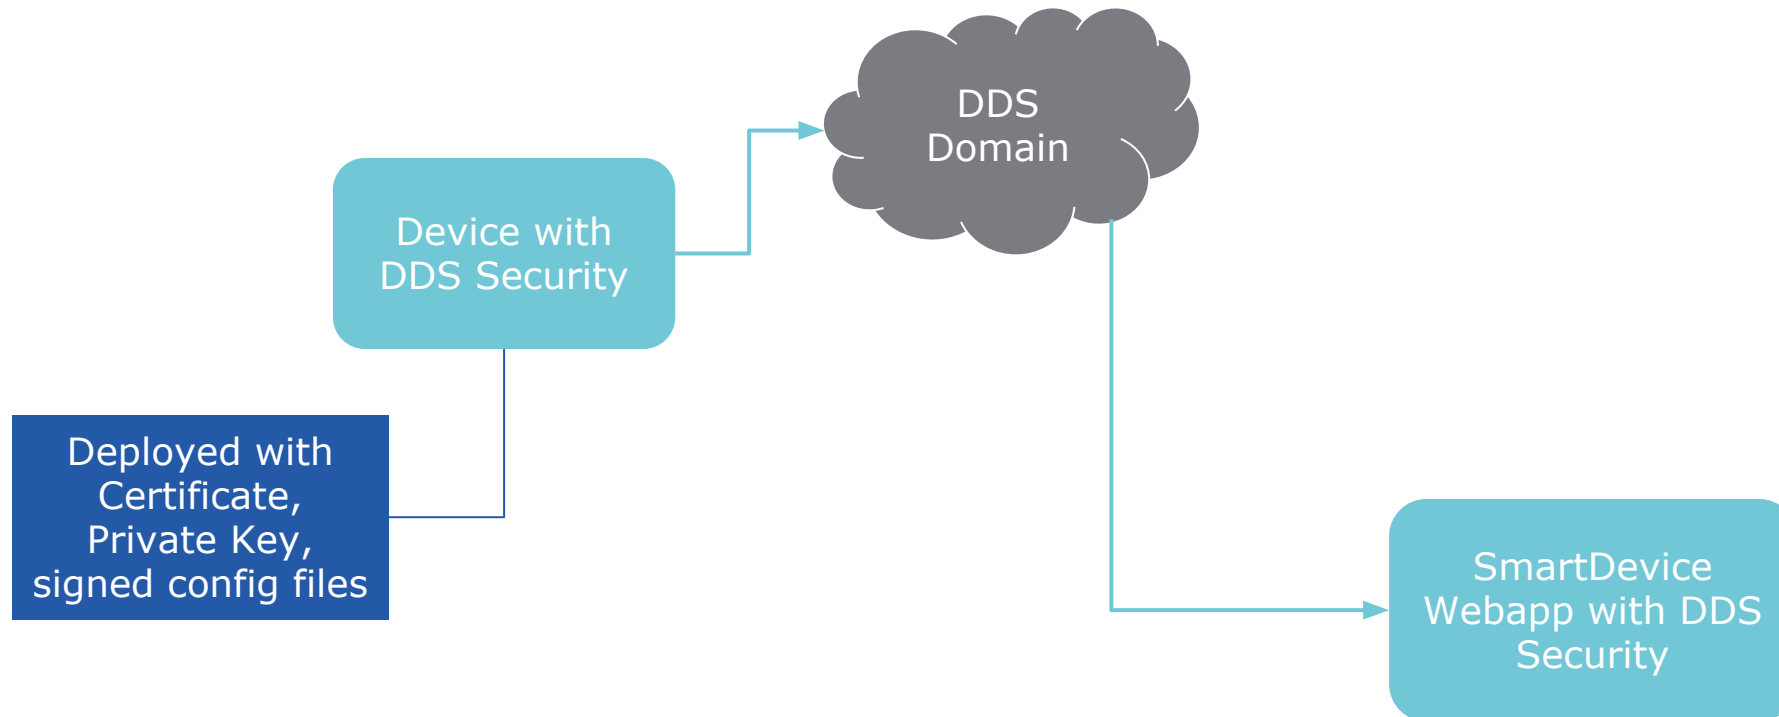 DDS
Domain
Device with
DDS Security
Deployed with
Certificate,
Private Key,
signed config files
SmartDevice
Webapp with DDS
Security